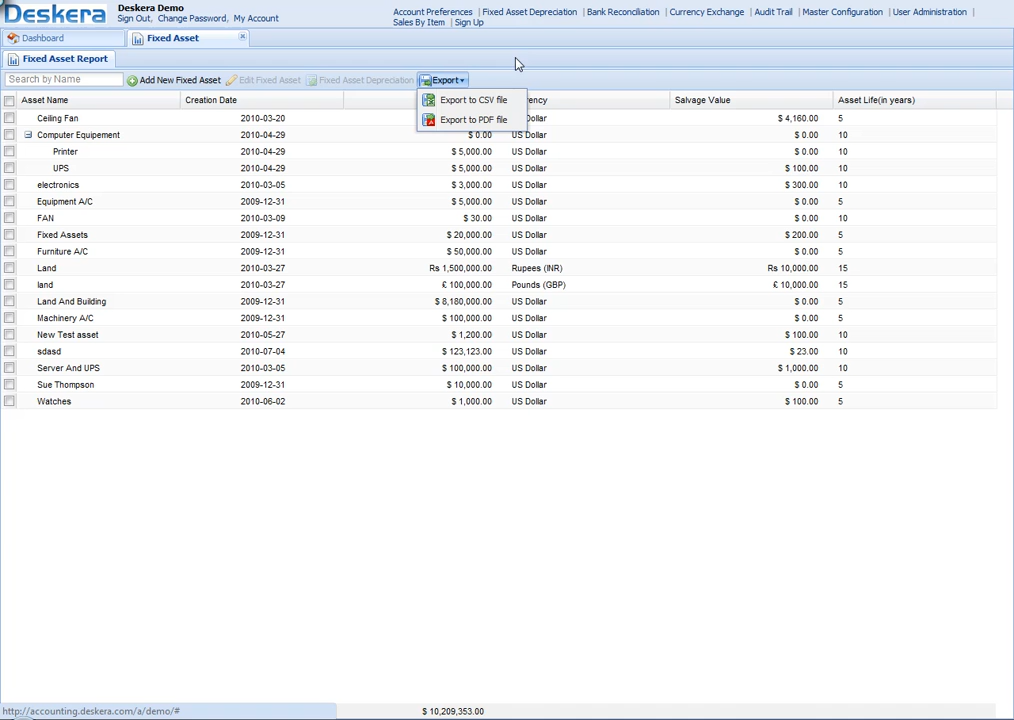 Deskera
Deskera Demo
Sign Out, Change Password, My Account
Account Preferences | Fixed Asset Depreciation | Bank Reconciliation | Currency Exchange | Audit Trail | Master Configuration | User Administration |
Sales By Item | Sign Up
Dashboard
Fixed Asset
Fixed Asset Report
Search by Name
Add New Fixed Asset
Edit Fixed Asset
Fixed Asset Depreciation
Export
Export to CSV file
Export to PDF file
Asset Name Creation Date Salvage Value Asset Life(in years)
Ceiling Fan 2010-03-20 $ 4,160.00 5
Computer Equipement 2010-04-29 $ 0.00 US Dollar $ 0.00 10
Printer 2010-04-29 $ 5,000.00 US Dollar $ 0.00 10
UPS 2010-04-29 $ 5,000.00 US Dollar $ 100.00 10
electronics 2010-03-05 $ 3,000.00 US Dollar $ 300.00 10
Equipment A/C 2009-12-31 $ 5,000.00 US Dollar $ 0.00 5
FAN 2010-03-09 $ 30.00 US Dollar $ 0.00 10
Fixed Assets 2009-12-31 $ 20,000.00 US Dollar $ 200.00 5
Furniture A/C 2009-12-31 $ 50,000.00 US Dollar $ 0.00 5
Land 2010-03-27 Rs 1,500,000.00 Rupees (INR) Rs 10,000.00 15
land 2010-03-27 £ 100,000.00 Pounds (GBP) £ 10,000.00 15
Land And Building 2009-12-31 $ 8,180,000.00 US Dollar $ 0.00 5
Machinery A/C 2009-12-31 $ 100,000.00 US Dollar $ 0.00 5
New Test asset 2010-05-27 $ 1,200.00 US Dollar $ 100.00 10
sdasd 2010-07-04 $ 123,123.00 US Dollar $ 23.00 10
Server And UPS 2010-03-05 $ 100,000.00 US Dollar $ 1,000.00 10
Sue Thompson 2009-12-31 $ 10,000.00 US Dollar $ 0.00 5
Watches 2010-06-02 $ 1,000.00 US Dollar $ 100.00 5
http://accounting.deskera.com/a/demo/# $ 10,209,353.00